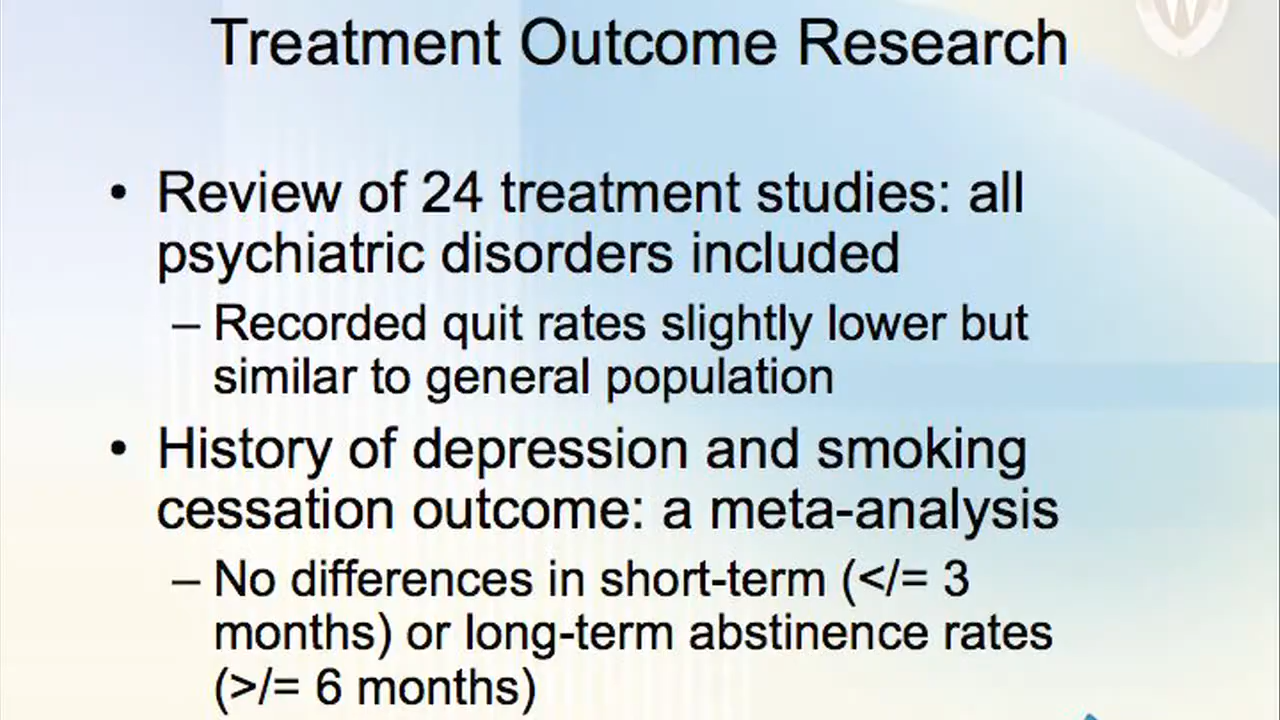 Treatment Outcome Research
• Review of 24 treatment studies: all
psychiatric disorders included
– Recorded quit rates slightly lower but
similar to general population
• History of depression and smoking
cessation outcome: a meta-analysis
– No differences in short-term (</= 3
months) or long-term abstinence rates
(>/= 6 months)
W